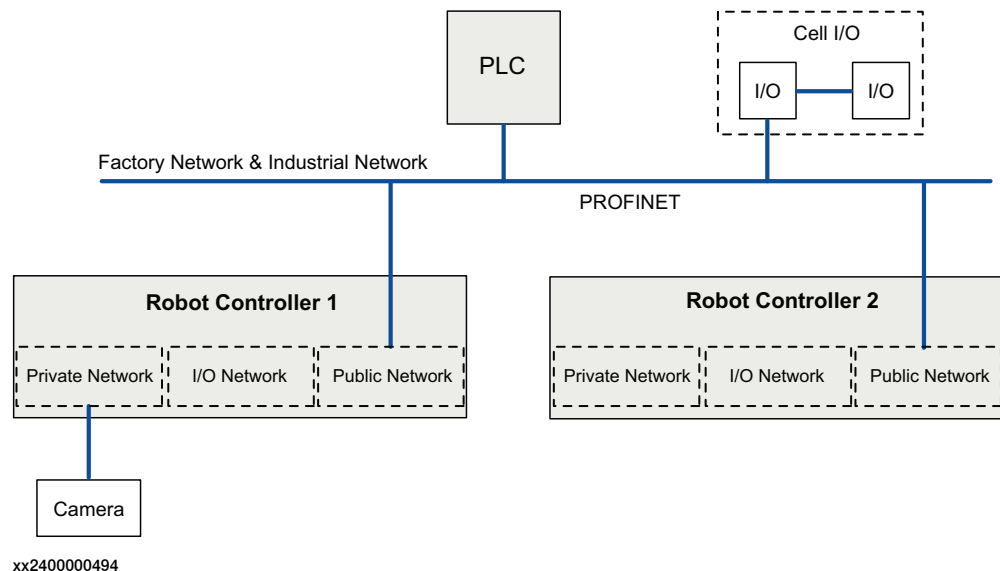 PLC
Cell I/O
I/O
I/O
Factory Network & Industrial Network
PROFINET
Robot Controller 1
Private Network
I/O Network
Public Network
Robot Controller 2
Private Network
I/O Network
Public Network
Camera
xx2400000494